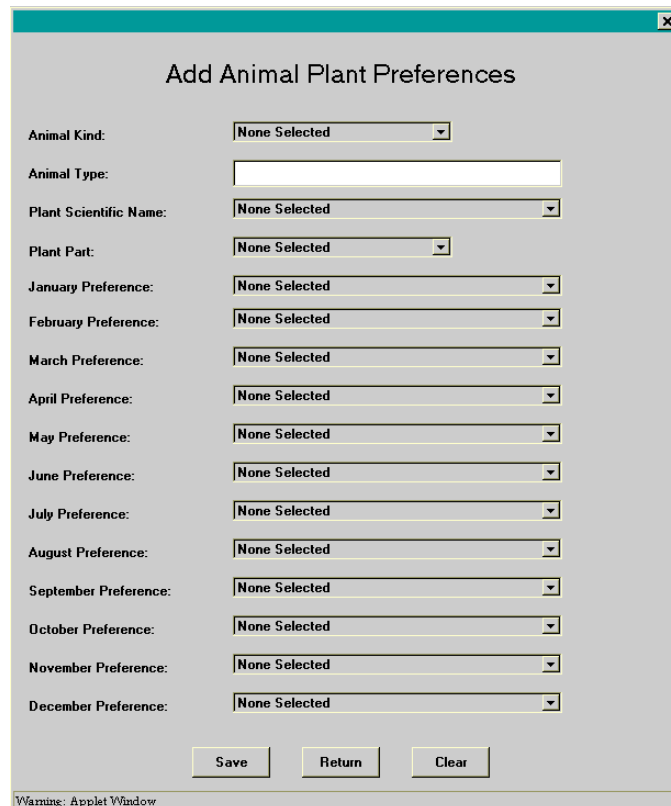 Add Animal Plant Preferences
Animal Kind: None Selected
Animal Type:
Plant Scientific Name: None Selected
Plant Part: None Selected
January Preference: None Selected
February Preference: None Selected
March Preference: None Selected
April Preference: None Selected
May Preference: None Selected
June Preference: None Selected
July Preference: None Selected
August Preference: None Selected
September Preference: None Selected
October Preference: None Selected
November Preference: None Selected
December Preference: None Selected
Save Return Clear
Warning: Applet Window